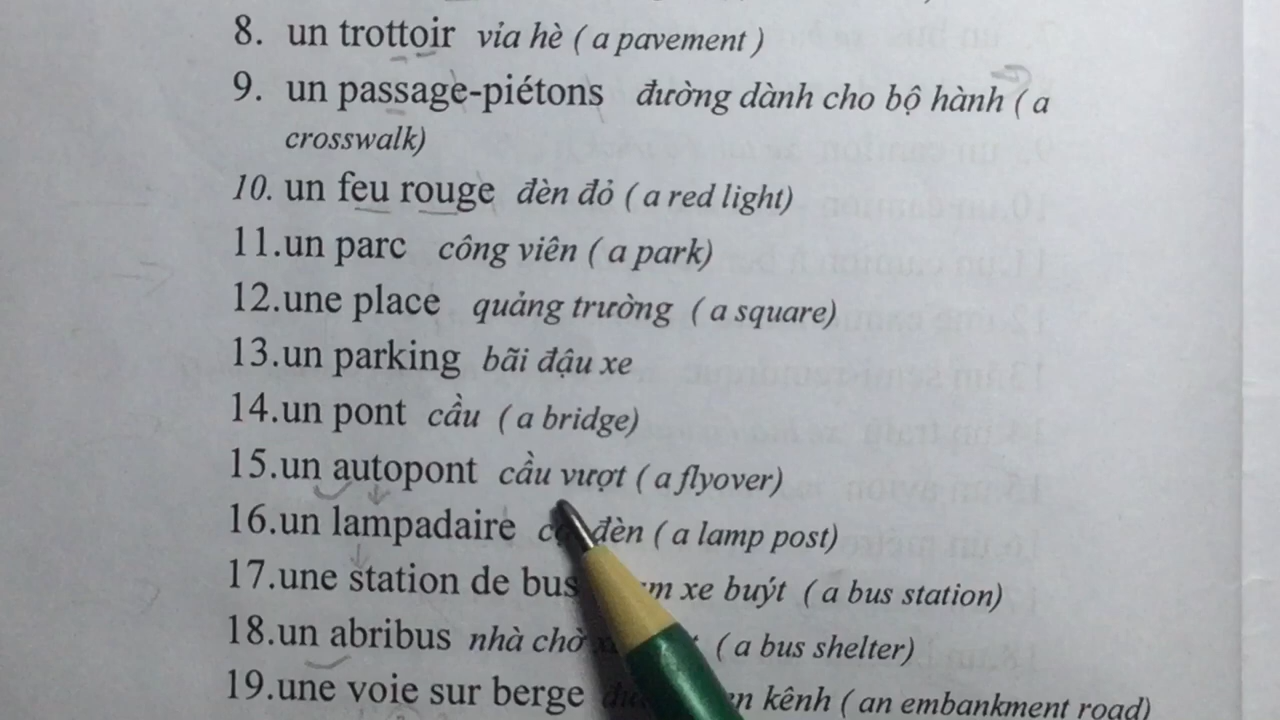 8. un trottoir vỉa hè ( a pavement )
9. un passage-piétons đường dành cho bộ hành ( a
crosswalk)
10. un feu rouge đèn đỏ ( a red light)
11.un parc công viên ( a park)
12.une place quảng trường ( a square)
13.un parking bãi đậu xe
14.un pont cầu ( a bridge)
15.un autopont cầu vượt ( a flyover)
16.un lampadaire đèn ( a lamp post)
17.une station de bus xe buýt ( a bus station)
18.un abribus nhà chờ ( a bus shelter)
19.une voie sur berge kênh ( an embankment road)